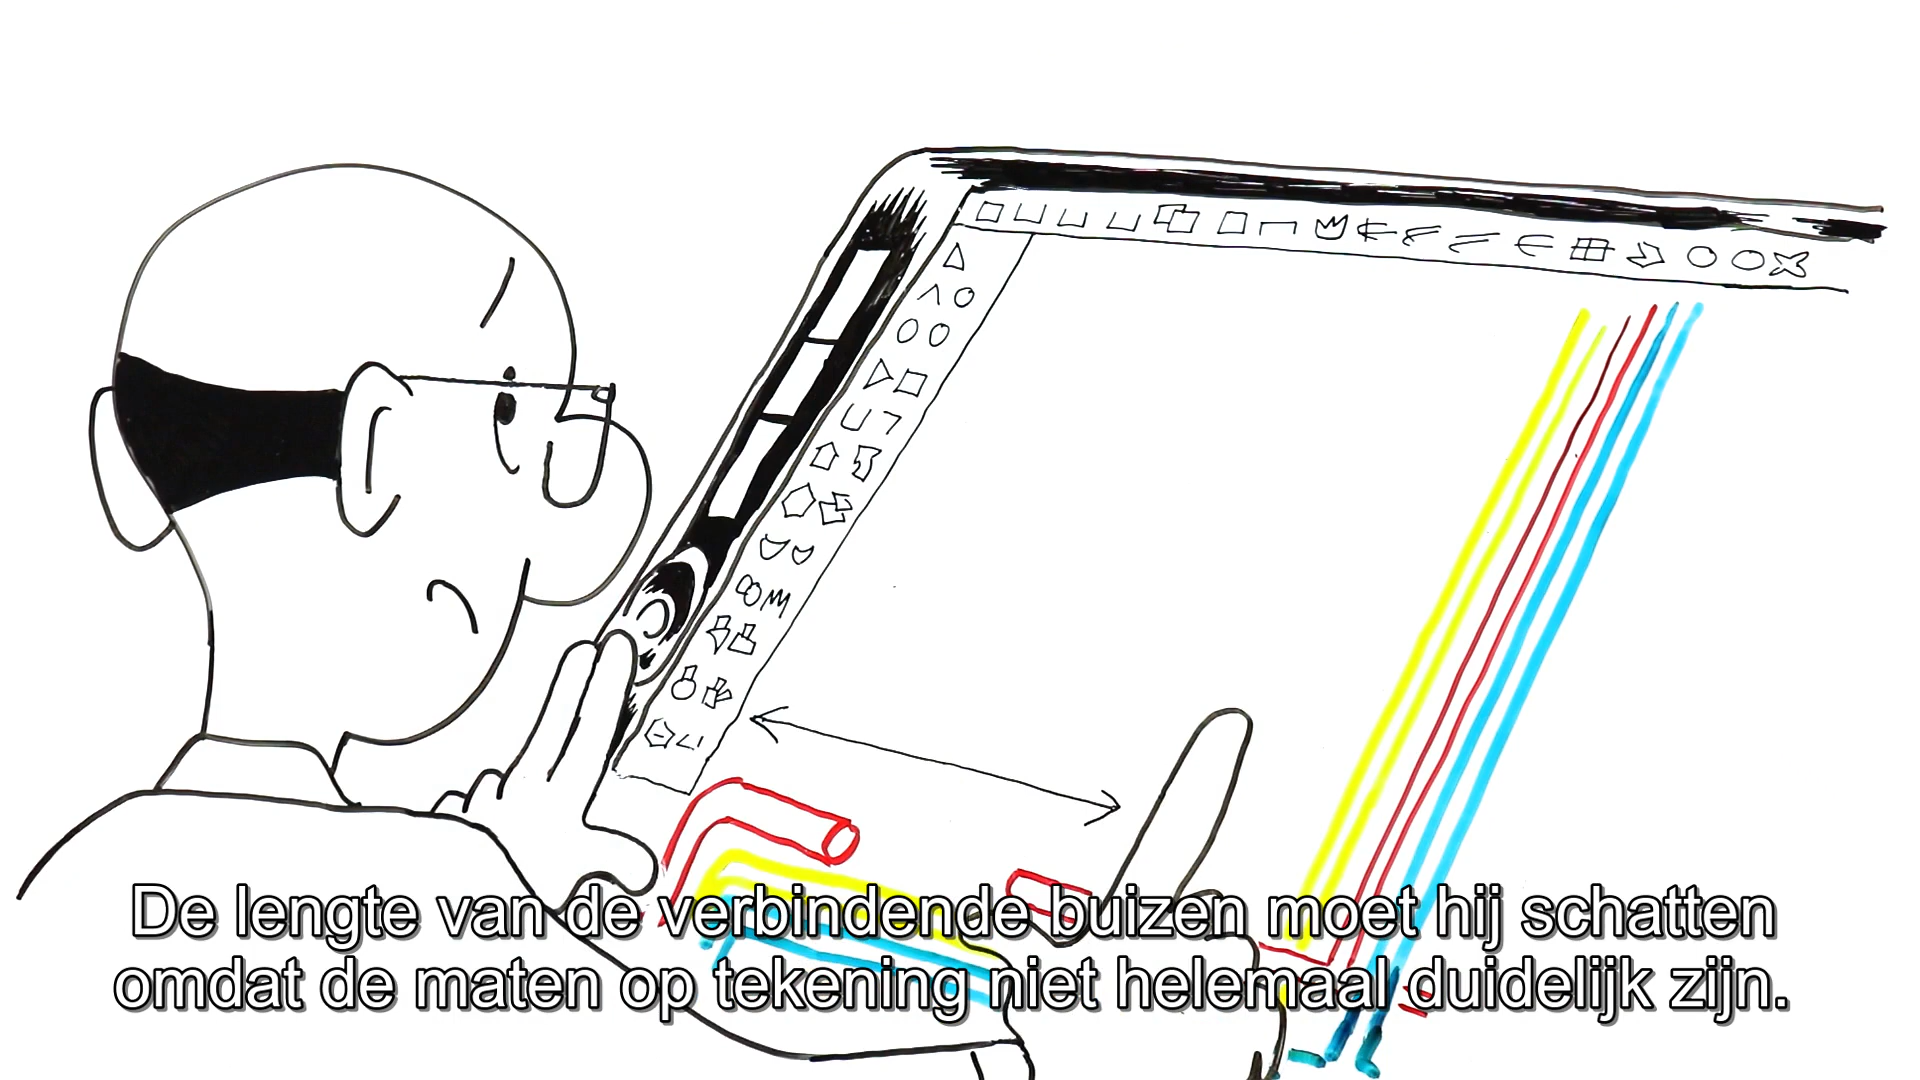 De lengte van de verbindende buizen moet hij schatten
omdat de maten op tekening niet helemaal duidelijk zijn.